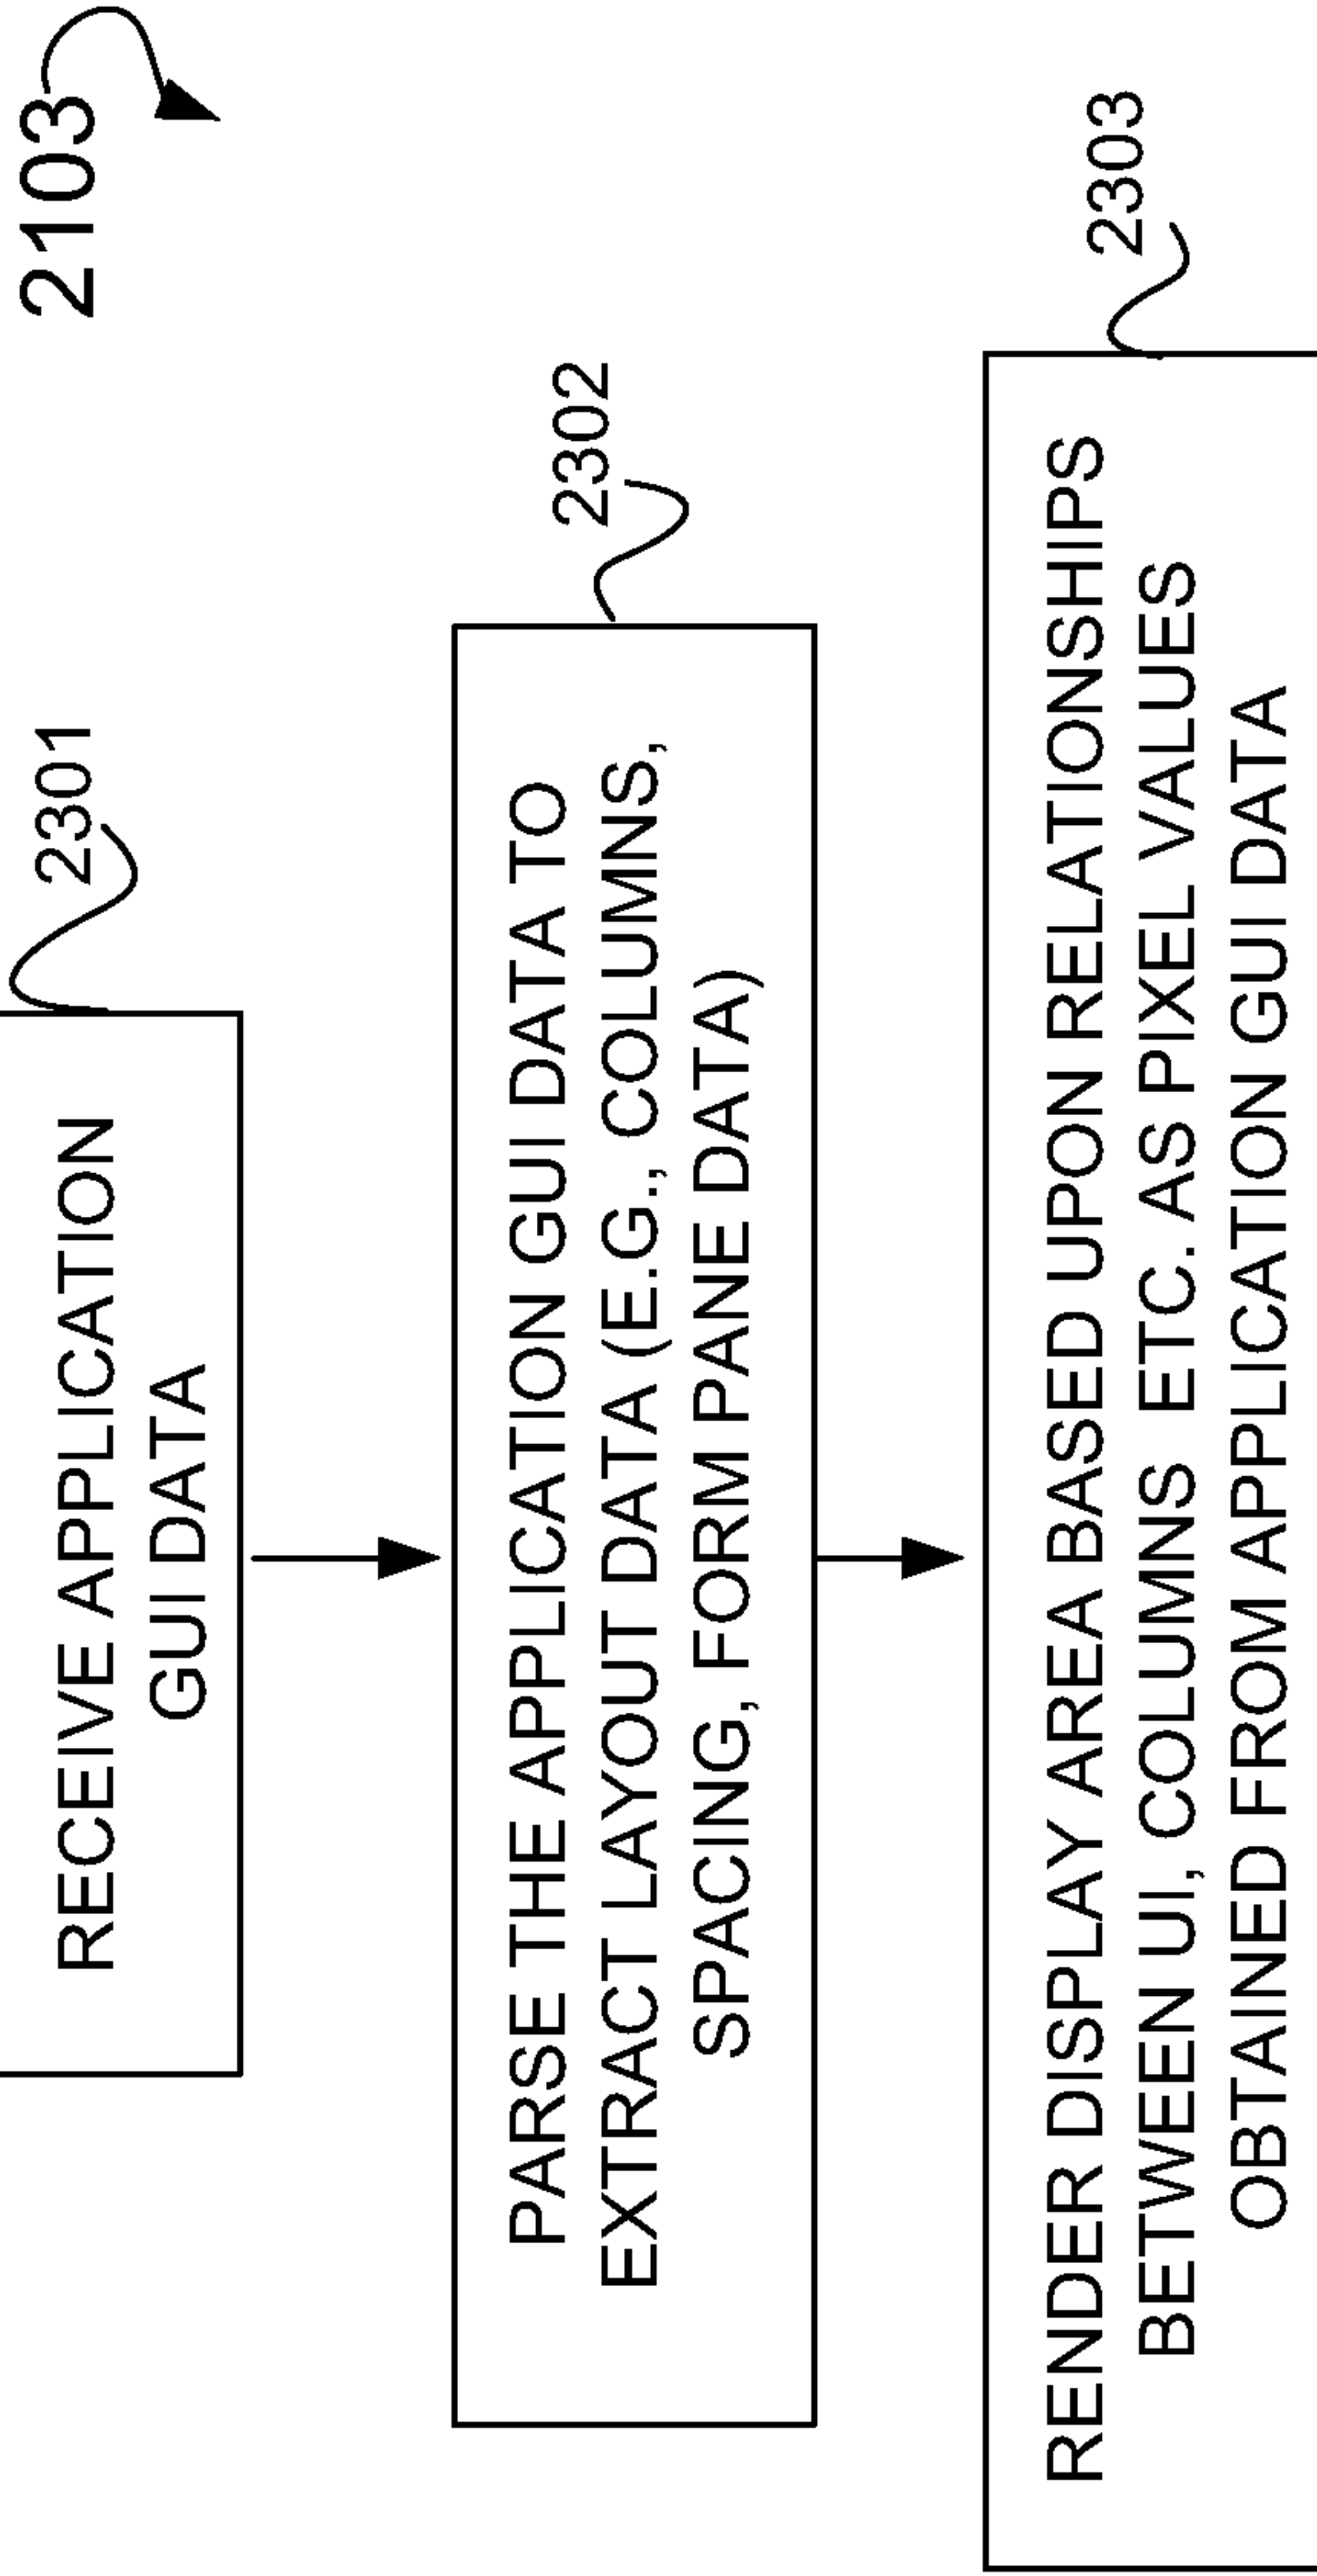 2103
2301
RECEIVE APPLICATION
GUI DATA
2302
PARSE THE APPLICATION GUI DATA TO
EXTRACT LAYOUT DATA (E.G., COLUMNS,
SPACING, FORM PANE DATA)
2303
RENDER DISPLAY AREA BASED UPON RELATIONSHIPS
BETWEEN UI, COLUMNS ETC. AS PIXEL VALUES
OBTAINED FROM APPLICATION GUI DATA